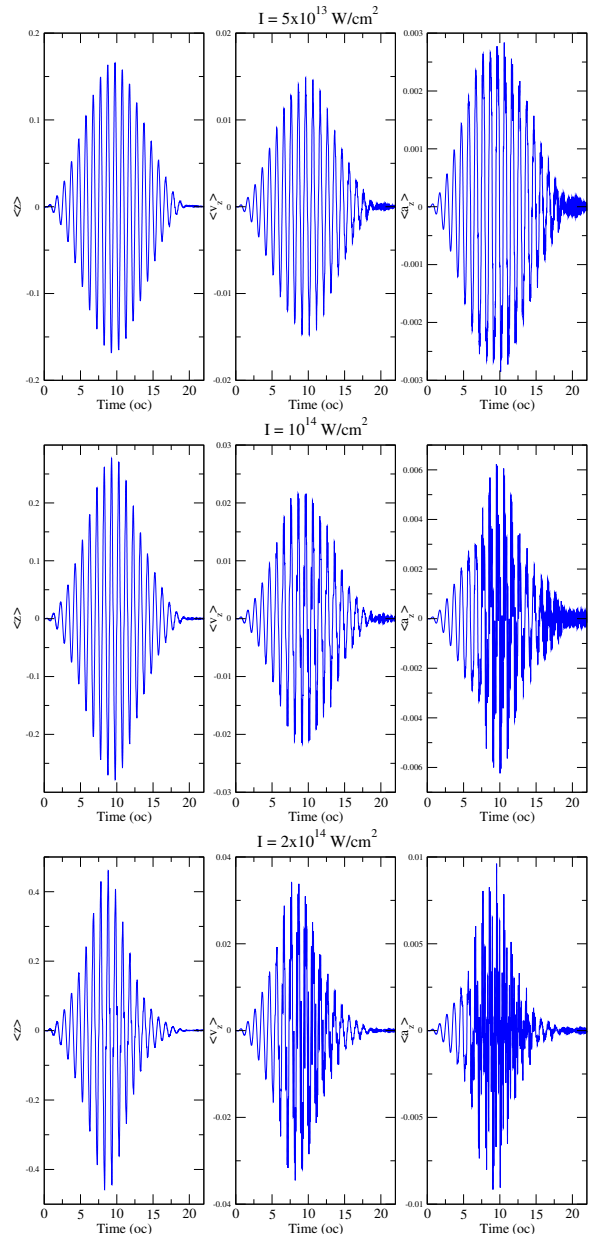 I = 5x10^13 W/cm^2
0.2
0.1
0
-0.1
-0.2
<z>
0 5 10 15 20
Time (oc)
0.02
0.01
0
-0.01
-0.02
<v_z>
0 5 10 15 20
Time (oc)
0.003
0.002
0.001
0
-0.001
-0.002
-0.003
<a_z>
0 5 10 15 20
Time (oc)
I = 10^14 W/cm^2
0.2
0.1
0
-0.1
-0.2
<z>
0 5 10 15 20
Time (oc)
0.03
0.02
0.01
0
-0.01
-0.02
-0.03
<v_z>
0 5 10 15 20
Time (oc)
0.006
0.004
0.002
0
-0.002
-0.004
-0.006
<a_z>
0 5 10 15 20
Time (oc)
I = 2x10^14 W/cm^2
0.4
0.2
0
-0.2
-0.4
<z>
0 5 10 15 20
Time (oc)
0.04
0.02
0
-0.02
-0.04
<v_z>
0 5 10 15 20
Time (oc)
0.01
0.005
0
-0.005
-0.01
<a_z>
0 5 10 15 20
Time (oc)